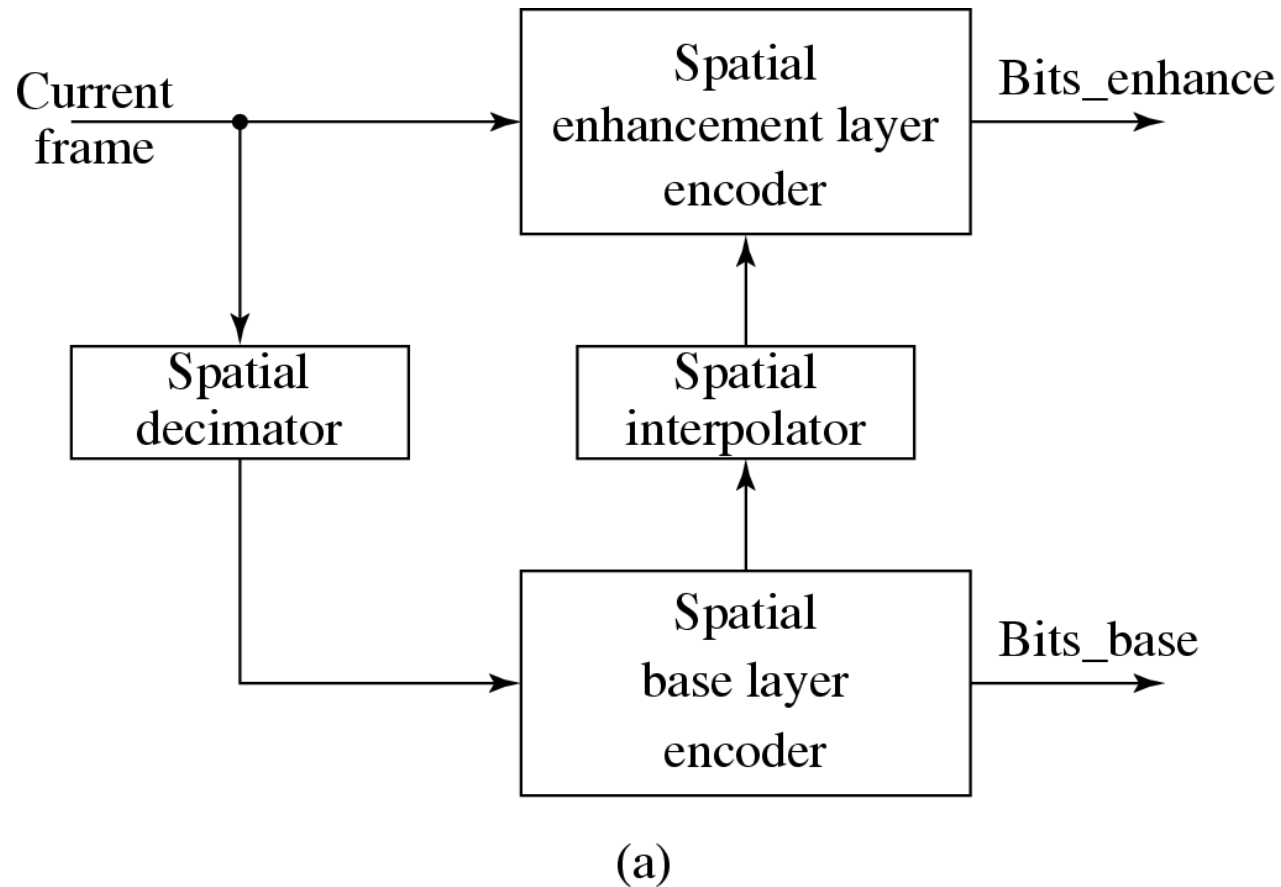 Current
frame
Spatial
enhancement layer
encoder
Bits_enhance
Spatial
decimator
Spatial
interpolator
Spatial
base layer
encoder
Bits_base
(a)